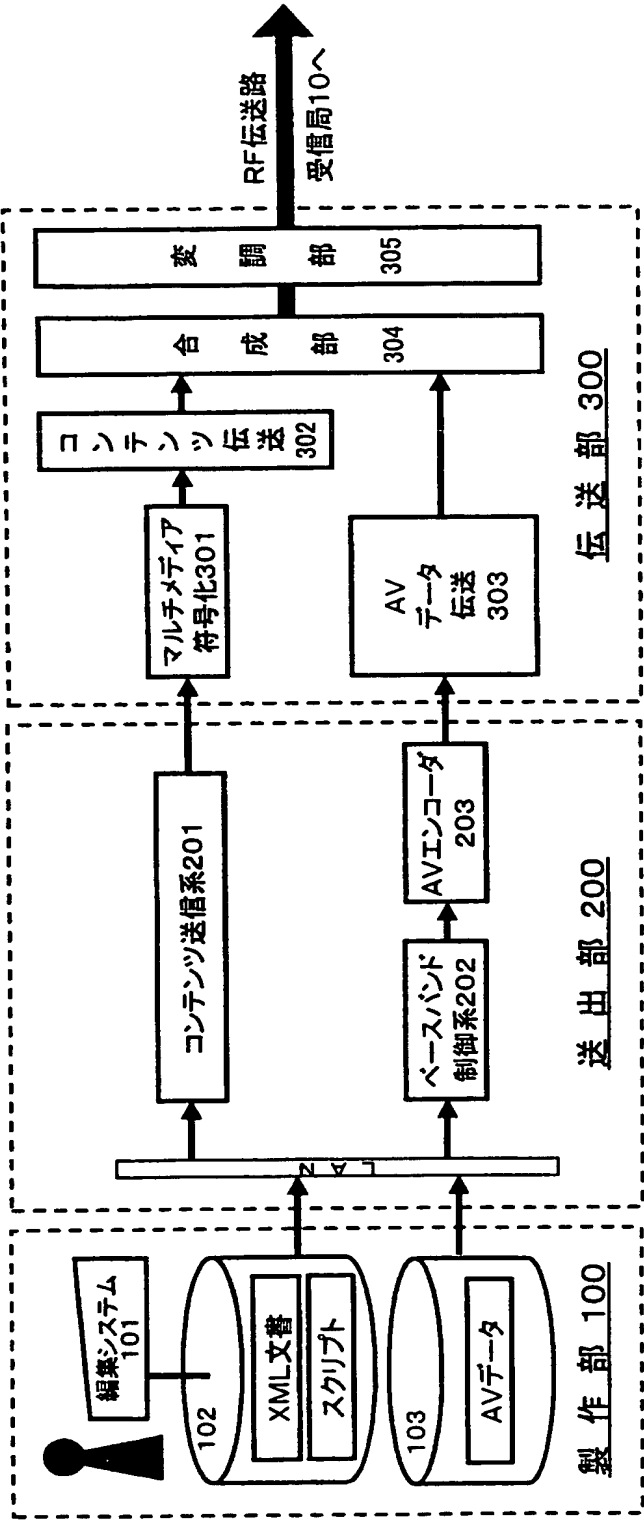 編集システム
101
102
XML文書
スクリプト
103
AVデータ
製作部 100
LAN
コンテンツ送信系201
ベースバンド
制御系202
AVエンコーダ
203
送出部 200
マルチメディア
符号化301
コンテンツ伝送
302
AV
データ
伝送
303
合成部
304
変調部
305
伝送部 300
RF伝送路
受信局10へ